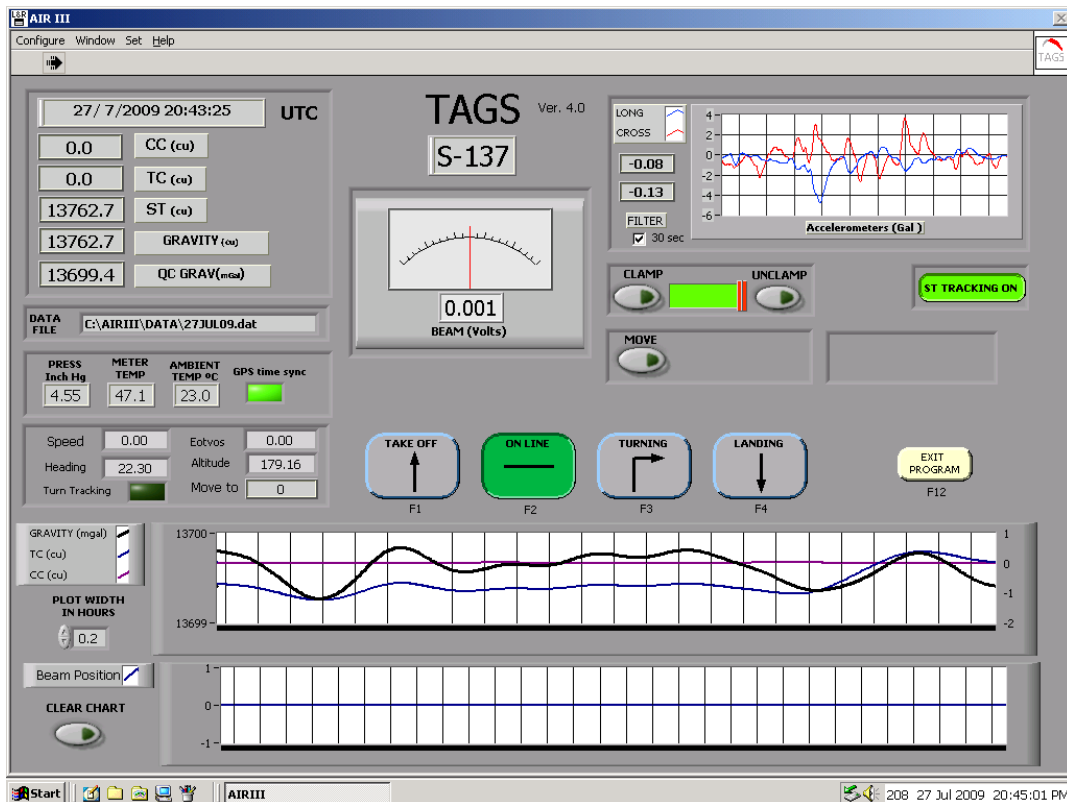 L&R
AIR III
Configure Window Set Help
TAGS
27/ 7/2009 20:43:25 UTC
0.0 CC (cu)
0.0 TC (cu)
13762.7 ST (cu)
13762.7 GRAVITY (cu)
13699.4 QC GRAV(mGal)
TAGS Ver. 4.0
S-137
0.001
BEAM (Volts)
LONG
CROSS
-0.08
-0.13
FILTER
30 sec
4
2
0
-2
-4
-6
Accelerometers (Gal )
CLAMP UNCLAMP
ST TRACKING ON
MOVE
DATA FILE C:\AIRIII\DATA\27JUL09.dat
PRESS Inch Hg
4.55
METER TEMP
47.1
AMBIENT TEMP ºC
23.0
GPS time sync
Speed 0.00 Eotvos 0.00
Heading 22.30 Altitude 179.16
Turn Tracking Move to 0
TAKE OFF ON LINE TURNING LANDING
F1 F2 F3 F4
EXIT PROGRAM
F12
GRAVITY (mgal)
TC (cu)
CC (cu)
PLOT WIDTH
IN HOURS
0.2
13700
13699
1
0
-1
-2
Beam Position
CLEAR CHART
1
0
-1
Start AIRIII 208 27 Jul 2009 20:45:01 PM